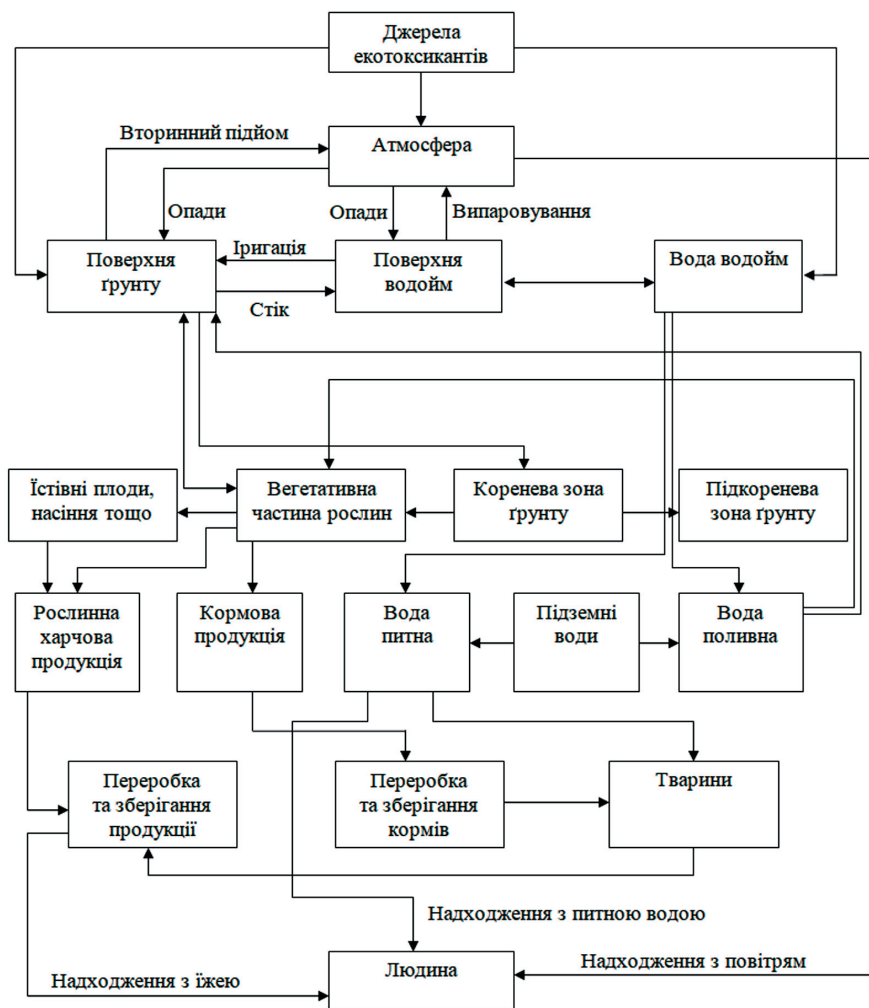 Джерела
екотоксикантів
Вторинний підйом
Атмосфера
Опади
Опади
Випаровування
Поверхня
ґрунту
Іригація
Поверхня
водойм
Вода водойм
Стік
Їстівні плоди,
насіння тощо
Вегетативна
частина рослин
Коренева зона
ґрунту
Підкоренева
зона ґрунту
Рослинна
харчова
продукція
Кормова
продукція
Вода
питна
Підземні
води
Вода
поливна
Переробка
та зберігання
продукції
Переробка
та зберігання
кормів
Тварини
Надходження з питною водою
Надходження з їжею
Людина
Надходження з повітрям